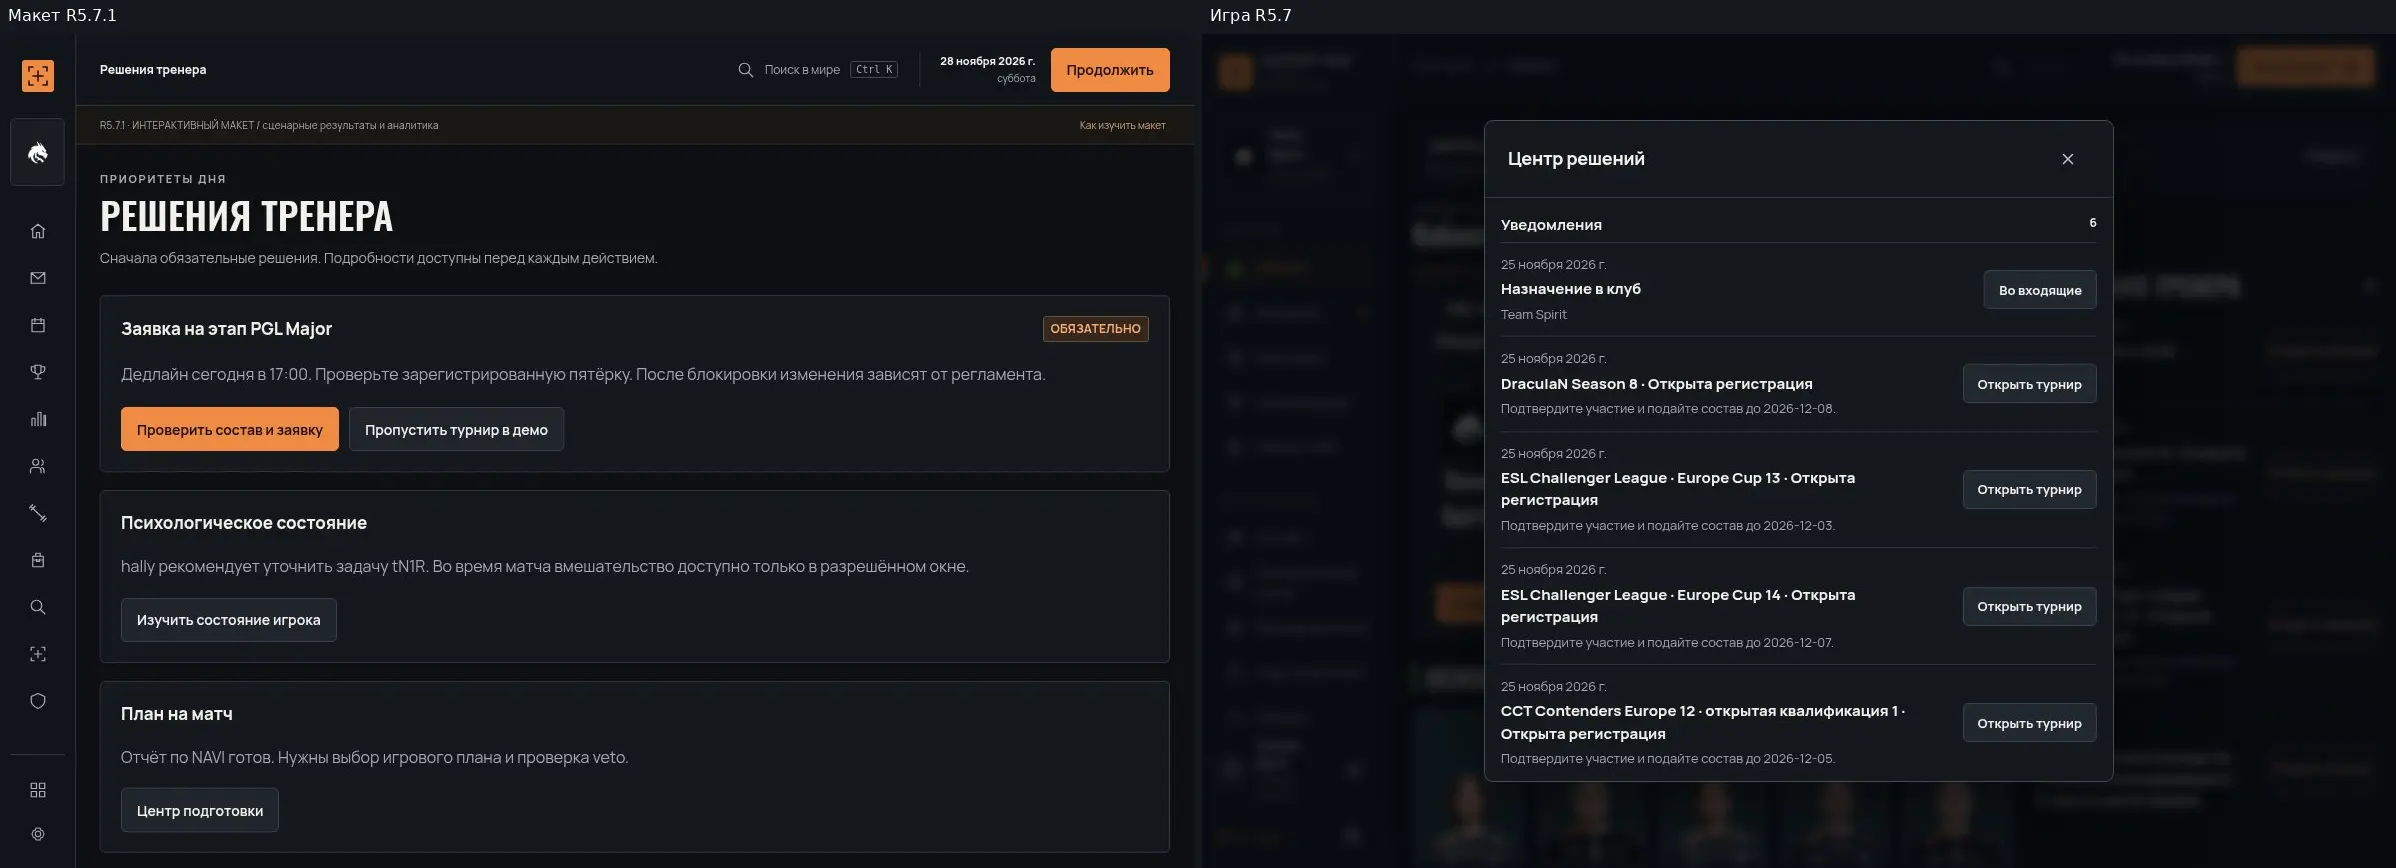 Макет R5.7.1
Решения тренера
Поиск в мире
Ctrl K
28 ноября 2026 г.
суббота
Продолжить
R5.7.1 · ИНТЕРАКТИВНЫЙ МАКЕТ / сценарные результаты и аналитика
Как изучить макет
ПРИОРИТЕТЫ ДНЯ
РЕШЕНИЯ ТРЕНЕРА
Сначала обязательные решения. Подробности доступны перед каждым действием.
Заявка на этап PGL Major
ОБЯЗАТЕЛЬНО
Дедлайн сегодня в 17:00. Проверьте зарегистрированную пятёрку. После блокировки изменения зависят от регламента.
Проверить состав и заявку
Пропустить турнир в демо
Психологическое состояние
hally рекомендует уточнить задачу tN1R. Во время матча вмешательство доступно только в разрешённом окне.
Изучить состояние игрока
План на матч
Отчёт по NAVI готов. Нужны выбор игрового плана и проверка veto.
Центр подготовки
Игра R5.7
Центр решений
Уведомления
6
25 ноября 2026 г.
Назначение в клуб
Team Spirit
Во входящие
25 ноября 2026 г.
DraculaN Season 8 · Открыта регистрация
Подтвердите участие и подайте состав до 2026-12-08.
Открыть турнир
25 ноября 2026 г.
ESL Challenger League · Europe Cup 13 · Открыта
регистрация
Подтвердите участие и подайте состав до 2026-12-03.
Открыть турнир
25 ноября 2026 г.
ESL Challenger League · Europe Cup 14 · Открыта
регистрация
Подтвердите участие и подайте состав до 2026-12-07.
Открыть турнир
25 ноября 2026 г.
CCT Contenders Europe 12 · открытая квалификация 1 ·
Открыта регистрация
Подтвердите участие и подайте состав до 2026-12-05.
Открыть турнир